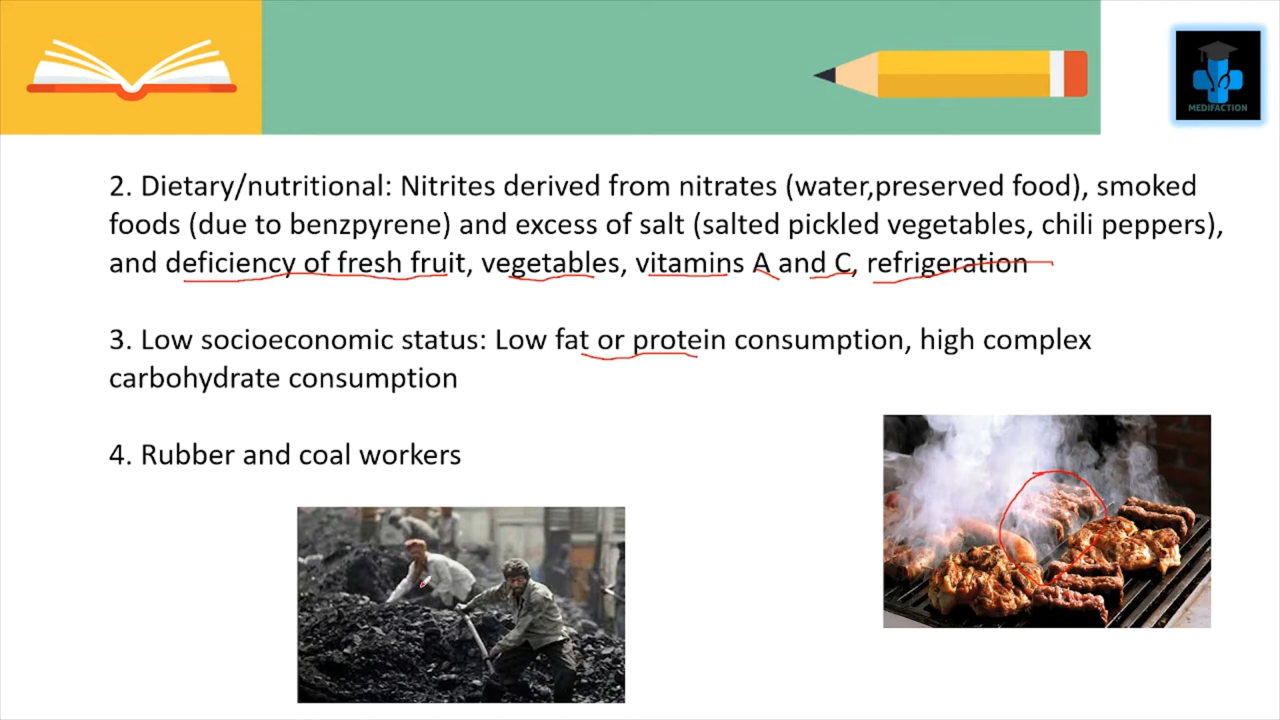 MEDIFACTION
2. Dietary/nutritional: Nitrites derived from nitrates (water,preserved food), smoked
foods (due to benzpyrene) and excess of salt (salted pickled vegetables, chili peppers),
and deficiency of fresh fruit, vegetables, vitamins A and C, refrigeration
3. Low socioeconomic status: Low fat or protein consumption, high complex
carbohydrate consumption
4. Rubber and coal workers